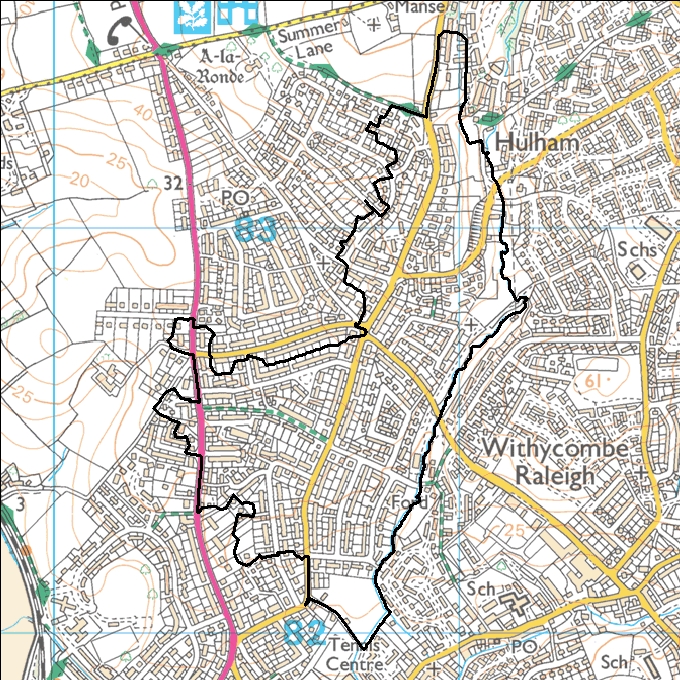 Manse
P
Summer
Lane
A-la-
Ronde
40
Hulham
25
20
32
PO
83
Schs
61
25
Withycombe
Raleigh
3
Ford
25
Sch
82
Tennis
Centre
PO
Sch